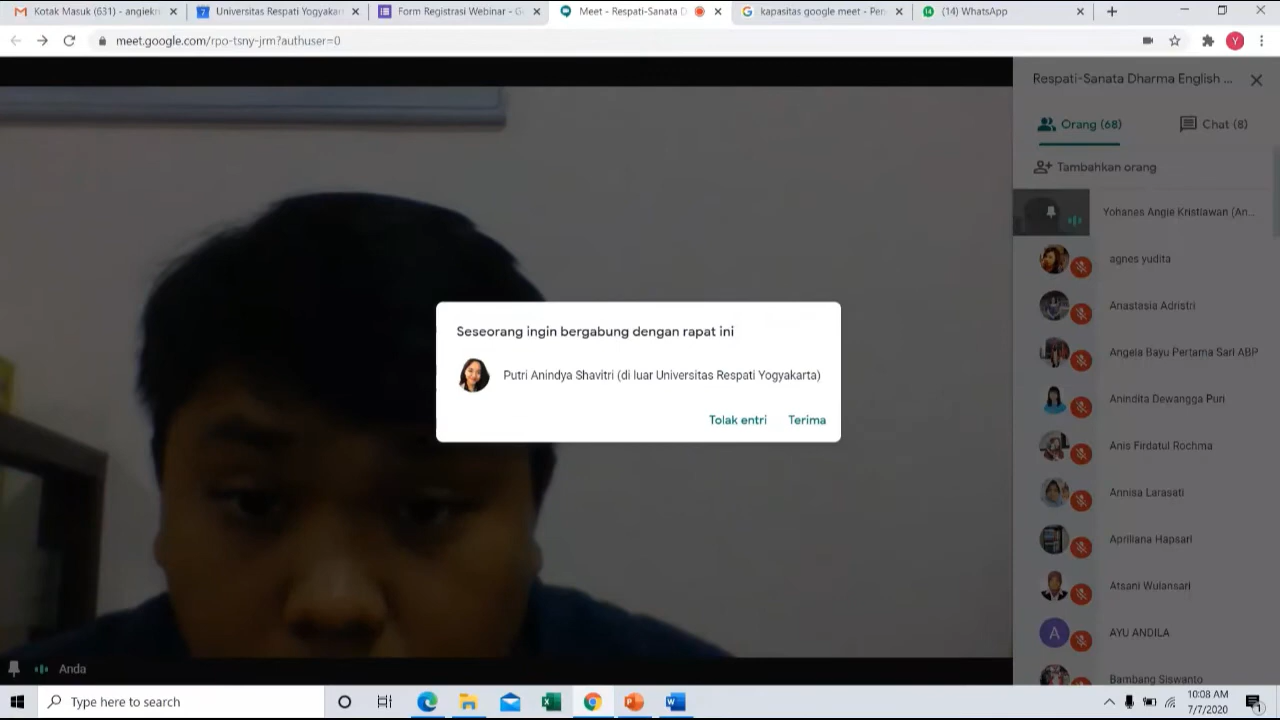 Kotak Masuk (631) - angiekr
Universitas Respati Yogyakar
Form Registrasi Webinar - G
Meet - Respati-Sanata D
kapasitas google meet - Pen
(14) WhatsApp
meet.google.com/rpo-tsny-jrm?authuser=0
Y
Respati-Sanata Dharma English ...
Orang (68)
Chat (8)
Tambahkan orang
Yohanes Angie Kristiawan (An...
agnes yudita
Anastasia Adristri
Angela Bayu Pertama Sari ABP
Anindita Dewangga Puri
Anis Firdatul Rochma
Annisa Larasati
Apriliana Hapsari
Atsani Wulansari
A
AYU ANDILA
Bambang Siswanto
Seseorang ingin bergabung dengan rapat ini
Putri Anindya Shavitri (di luar Universitas Respati Yogyakarta)
Tolak entri
Terima
Anda
Type here to search
10:08 AM
7/7/2020
1